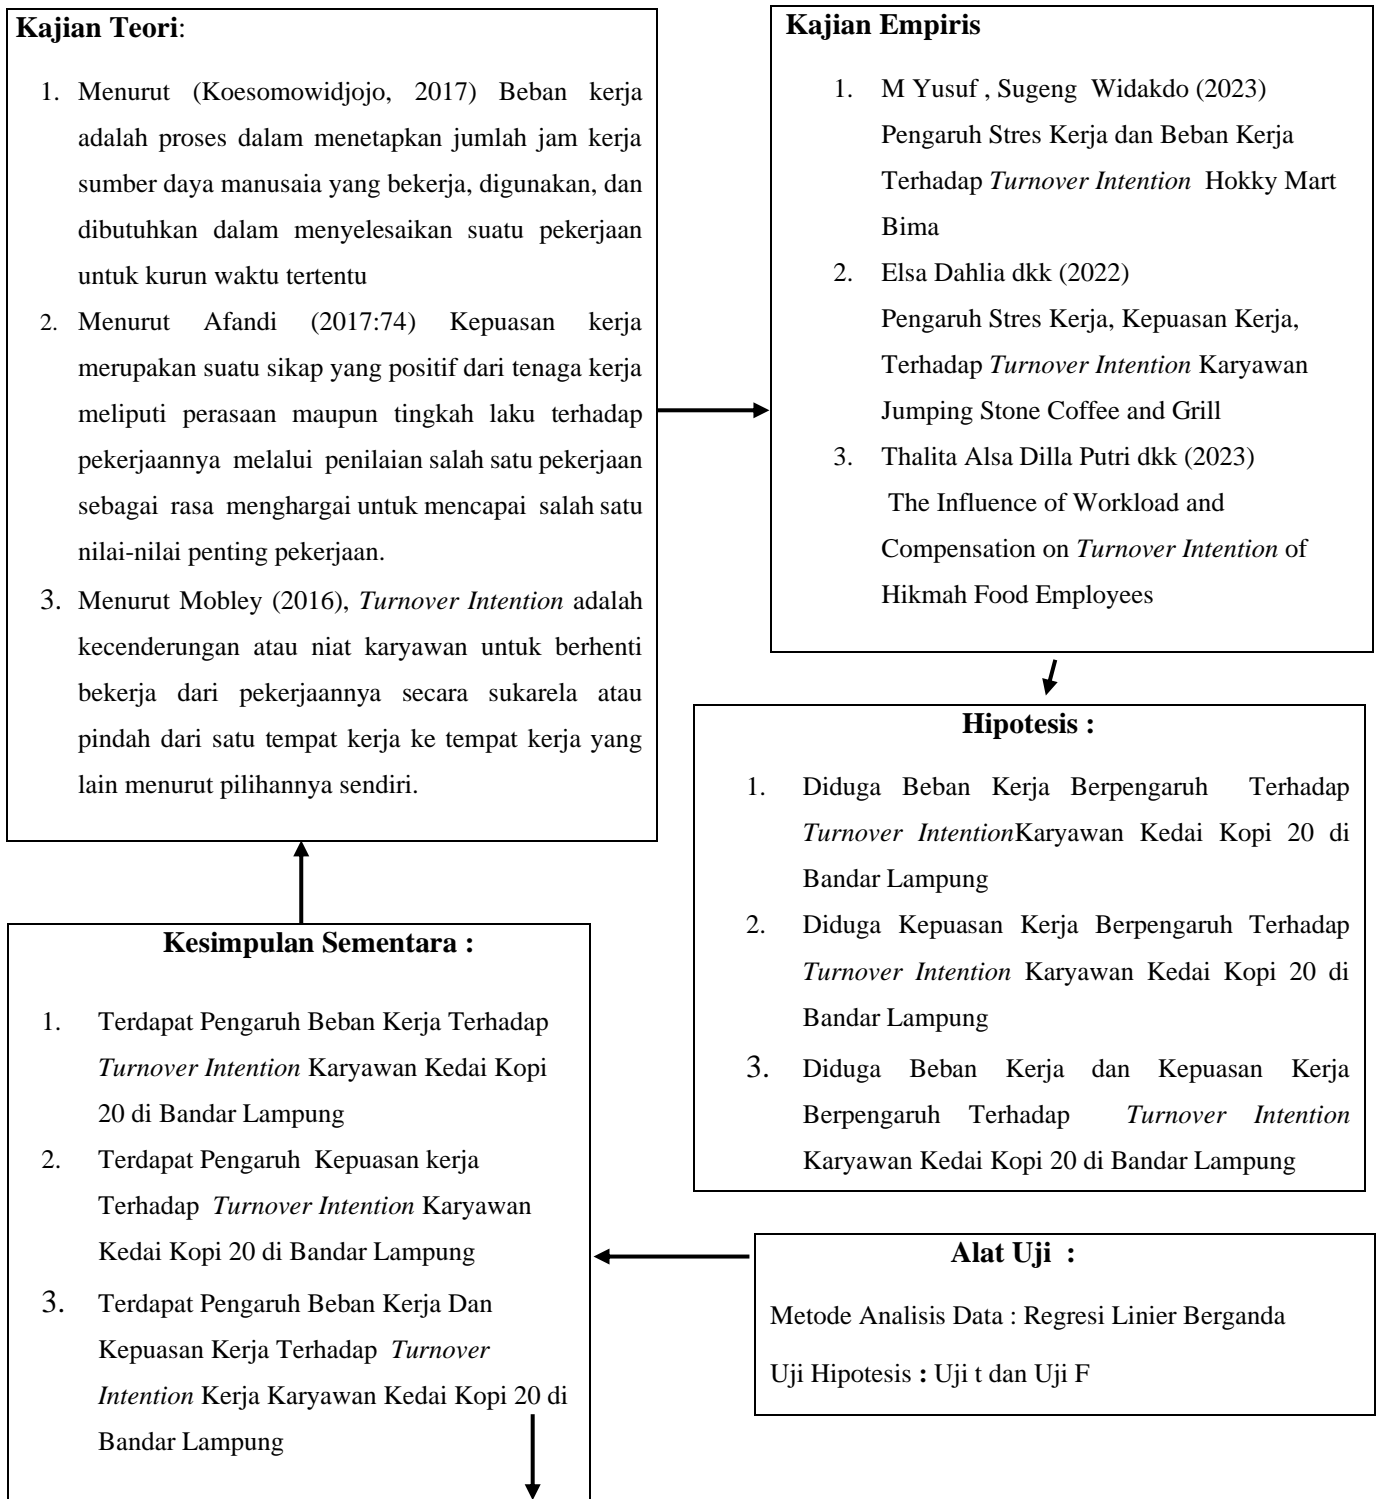 Kajian Teori:
1. Menurut (Koesomowidjojo, 2017) Beban kerja
adalah proses dalam menetapkan jumlah jam kerja
sumber daya manusaia yang bekerja, digunakan, dan
dibutuhkan dalam menyelesaikan suatu pekerjaan
untuk kurun waktu tertentu
2. Menurut Afandi (2017:74) Kepuasan kerja
merupakan suatu sikap yang positif dari tenaga kerja
meliputi perasaan maupun tingkah laku terhadap
pekerjaannya melalui penilaian salah satu pekerjaan
sebagai rasa menghargai untuk mencapai salah satu
nilai-nilai penting pekerjaan.
3. Menurut Mobley (2016), Turnover Intention adalah
kecenderungan atau niat karyawan untuk berhenti
bekerja dari pekerjaannya secara sukarela atau
pindah dari satu tempat kerja ke tempat kerja yang
lain menurut pilihannya sendiri.
Kajian Empiris
1. M Yusuf , Sugeng Widakdo (2023)
Pengaruh Stres Kerja dan Beban Kerja
Terhadap Turnover Intention Hokky Mart
Bima
2. Elsa Dahlia dkk (2022)
Pengaruh Stres Kerja, Kepuasan Kerja,
Terhadap Turnover Intention Karyawan
Jumping Stone Coffee and Grill
3. Thalita Alsa Dilla Putri dkk (2023)
The Influence of Workload and
Compensation on Turnover Intention of
Hikmah Food Employees
Hipotesis :
1. Diduga Beban Kerja Berpengaruh Terhadap
Turnover IntentionKaryawan Kedai Kopi 20 di
Bandar Lampung
2. Diduga Kepuasan Kerja Berpengaruh Terhadap
Turnover Intention Karyawan Kedai Kopi 20 di
Bandar Lampung
3. Diduga Beban Kerja dan Kepuasan Kerja
Berpengaruh Terhadap Turnover Intention
Karyawan Kedai Kopi 20 di Bandar Lampung
Kesimpulan Sementara :
1. Terdapat Pengaruh Beban Kerja Terhadap
Turnover Intention Karyawan Kedai Kopi
20 di Bandar Lampung
2. Terdapat Pengaruh Kepuasan kerja
Terhadap Turnover Intention Karyawan
Kedai Kopi 20 di Bandar Lampung
3. Terdapat Pengaruh Beban Kerja Dan
Kepuasan Kerja Terhadap Turnover
Intention Kerja Karyawan Kedai Kopi 20 di
Bandar Lampung
Alat Uji :
Metode Analisis Data : Regresi Linier Berganda
Uji Hipotesis : Uji t dan Uji F